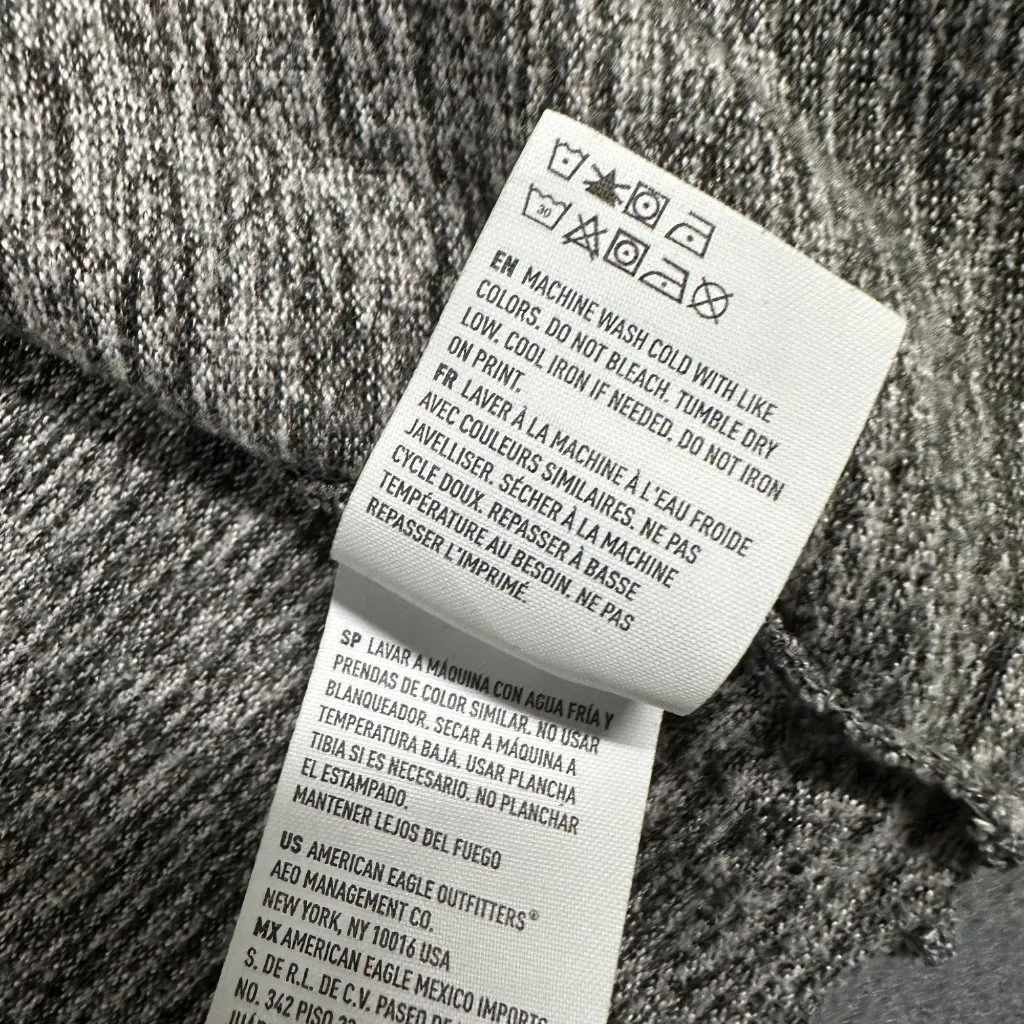 30
EN MACHINE WASH COLD WITH LIKE
COLORS. DO NOT BLEACH. TUMBLE DRY
LOW. COOL IRON IF NEEDED. DO NOT IRON
ON PRINT.
FR LAVER À LA MACHINE À L'EAU FROIDE
AVEC COULEURS SIMILAIRES. NE PAS
JAVELLISER. SÉCHER À LA MACHINE
CYCLE DOUX. REPASSER À BASSE
TEMPÉRATURE AU BESOIN. NE PAS
REPASSER L'IMPRIMÉ.
SP LAVAR A MÁQUINA CON AGUA FRÍA Y
PRENDAS DE COLOR SIMILAR. NO USAR
BLANQUEADOR. SECAR A MÁQUINA A
TEMPERATURA BAJA. USAR PLANCHA
TIBIA SI ES NECESARIO. NO PLANCHAR
EL ESTAMPADO.
MANTENER LEJOS DEL FUEGO
US AMERICAN EAGLE OUTFITTERS®
AEO MANAGEMENT CO.
NEW YORK, NY 10016 USA
MX AMERICAN EAGLE MEXICO IMPORTS
S. DE R.L. DE C.V. PASEO DE
NO. 342 PISO